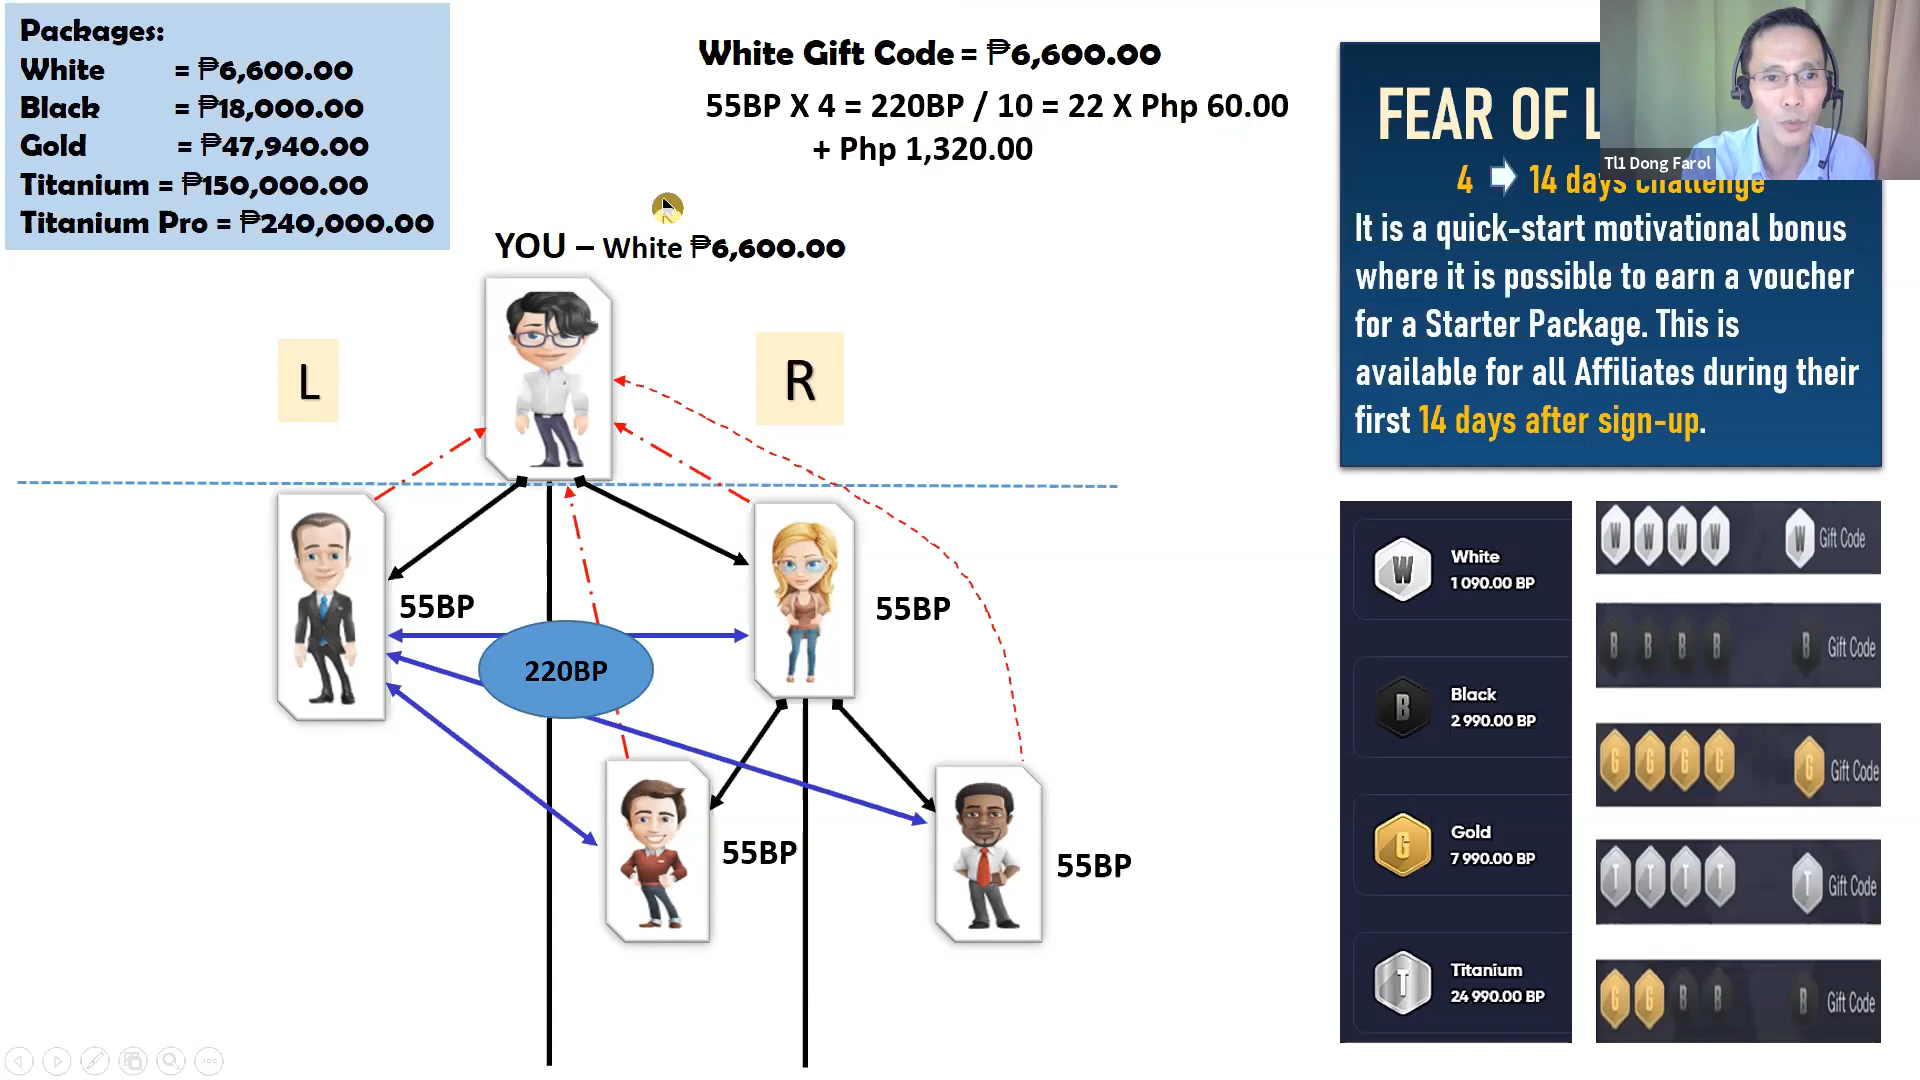 Packages:
White = ₱6,600.00
Black = ₱18,000.00
Gold = ₱47,940.00
Titanium = ₱150,000.00
Titanium Pro = ₱240,000.00
White Gift Code = ₱6,600.00
55BP X 4 = 220BP / 10 = 22 X Php 60.00
+ Php 1,320.00
YOU – White ₱6,600.00
L
R
55BP
55BP
220BP
55BP
55BP
FEAR OF
Tl1 Dong Farol
4 14 days challenge
It is a quick-start motivational bonus
where it is possible to earn a voucher
for a Starter Package. This is
available for all Affiliates during their
first 14 days after sign-up.
W White
1 090.00 BP
B Black
2 990.00 BP
G Gold
7 990.00 BP
T Titanium
24 990.00 BP
W W W W W Gift Code
B B B B B Gift Code
G G G G G Gift Code
T T T T T Gift Code
G G B B B Gift Code